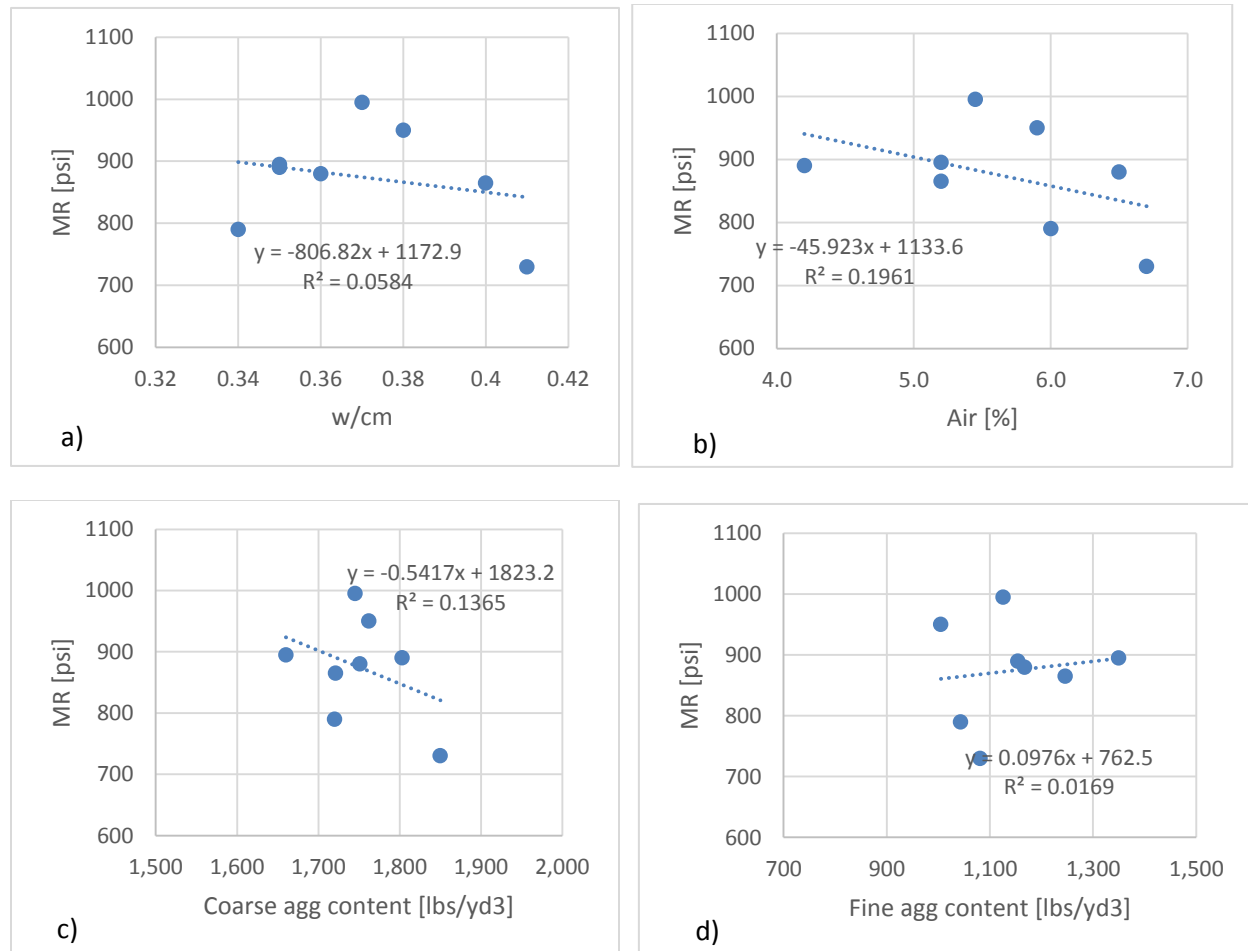 1100
1000
900
800
700
600
MR [psi]
y = -806.82x + 1172.9
R² = 0.0584
0.32 0.34 0.36 0.38 0.4 0.42
w/cm
a)
1100
1000
900
800
700
600
MR [psi]
y = -45.923x + 1133.6
R² = 0.1961
4.0 5.0 6.0 7.0
Air [%]
b)
1100
1000
900
800
700
600
MR [psi]
y = -0.5417x + 1823.2
R² = 0.1365
1,500 1,600 1,700 1,800 1,900 2,000
Coarse agg content [lbs/yd3]
c)
1100
1000
900
800
700
600
MR [psi]
y = 0.0976x + 762.5
R² = 0.0169
700 900 1,100 1,300 1,500
Fine agg content [lbs/yd3]
d)